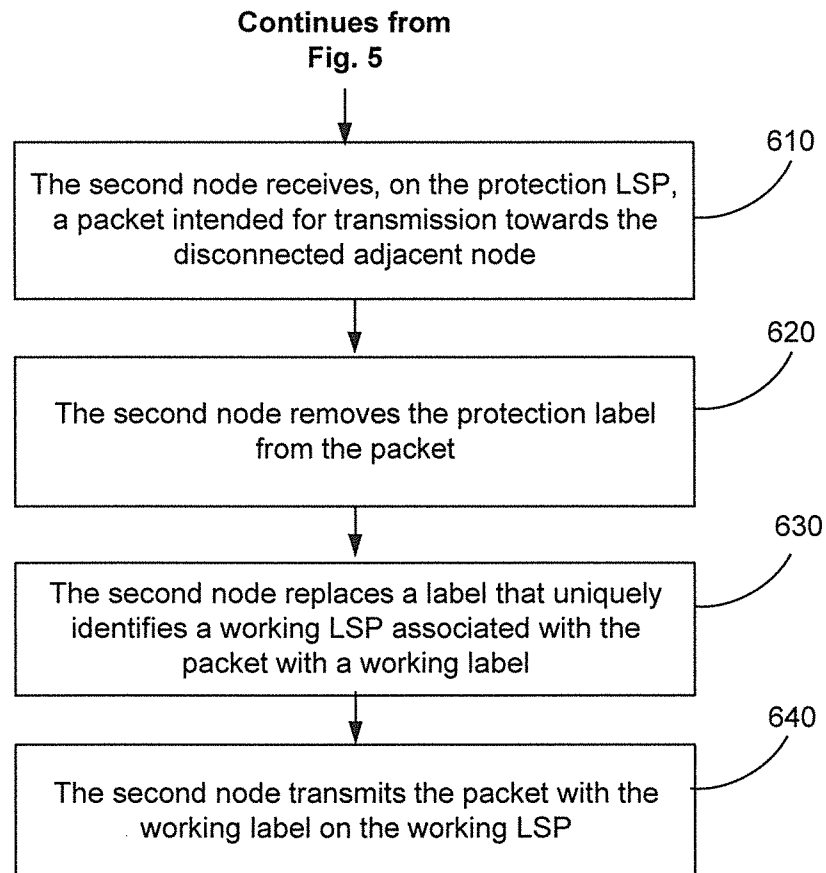 Continues from
Fig. 5
610
The second node receives, on the protection LSP,
a packet intended for transmission towards the
disconnected adjacent node
620
The second node removes the protection label
from the packet
630
The second node replaces a label that uniquely
identifies a working LSP associated with the
packet with a working label
640
The second node transmits the packet with the
working label on the working LSP